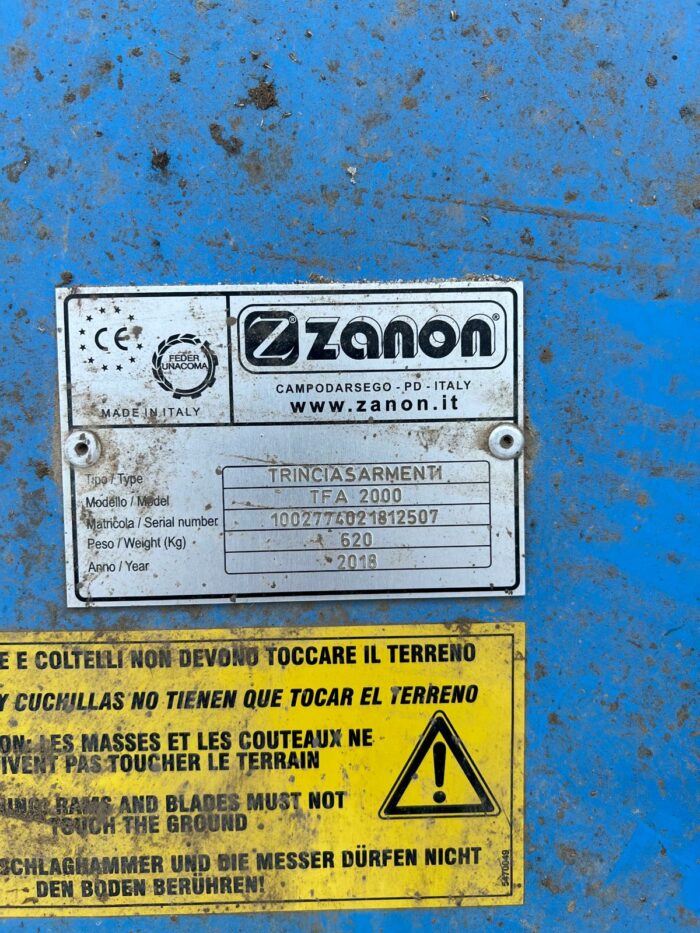 CE
FEDER
UNACOMA
MADE IN ITALY
Z zanon®
CAMPODARSEGO - PD - ITALY
www.zanon.it
Tipo / Type TRINCIASARMENTI
Modello / Model TFA 2000
Matricola / Serial number 1002774021812507
Peso / Weight (Kg) 620
Anno / Year 2018
E E COLTELLI NON DEVONO TOCCARE IL TERRENO
Y CUCHILLAS NO TIENEN QUE TOCAR EL TERRENO
ON: LES MASSES ET LES COUTEAUX NE
IVENT PAS TOUCHER LE TERRAIN
RAMS AND BLADES MUST NOT
TOUCH THE GROUND
SCHLAGHAMMER UND DIE MESSER DÜRFEN NICHT
DEN BODEN BERÜHREN!
5470049